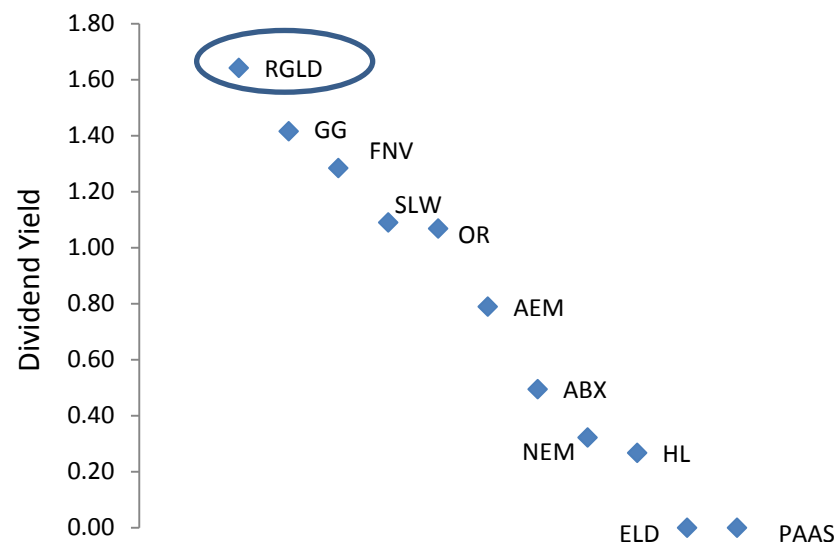 1.80
1.60
1.40
1.20
1.00
0.80
0.60
0.40
0.20
0.00
Dividend Yield
RGLD
GG
FNV
SLW
OR
AEM
ABX
NEM
HL
ELD
PAAS